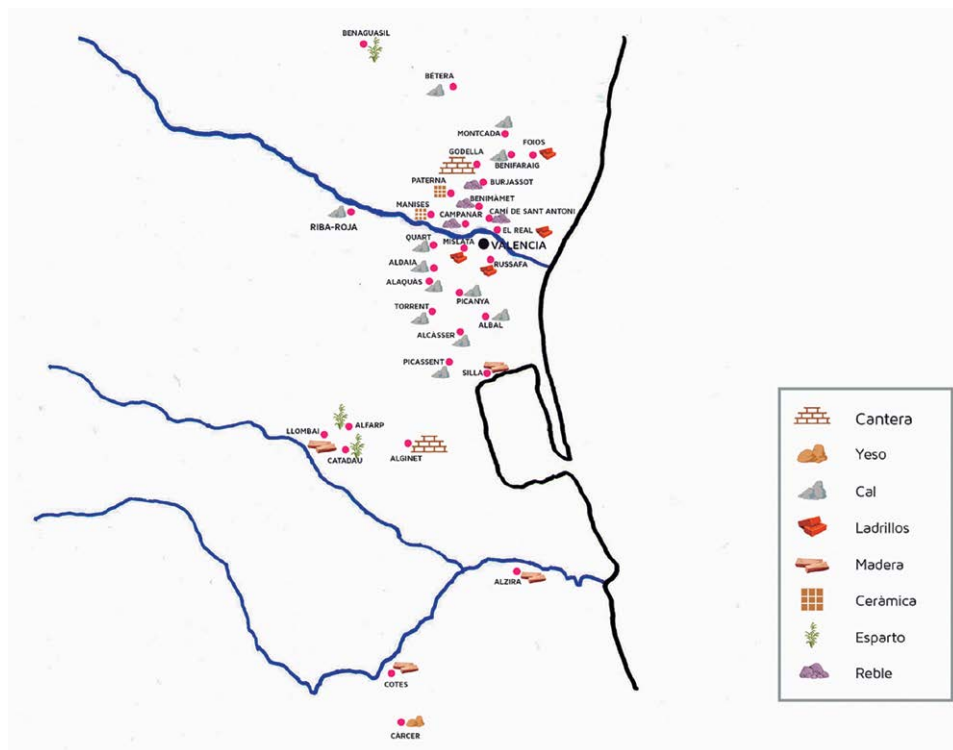 BENAGUASIL
BÉTERA
MONTCADA
FOIOS
GODELLA
BENIFARAIG
PATERNA
BURJASSOT
BENIMÀMET
MANISES
CAMPANAR
CAMÍ DE SANT ANTONI
RIBA-ROJA
EL REAL
QUART
MISLATA
VALENCIA
ALDAIA
RUSSAFA
ALAQUÀS
PICANYA
TORRENT
ALBAL
ALCÀSSER
PICASSENT
SILLA
ALFARP
LLOMBAI
CATADAU
ALGINET
ALZIRA
COTES
CÀRCER
Cantera
Yeso
Cal
Ladrillos
Madera
Ceràmica
Esparto
Reble